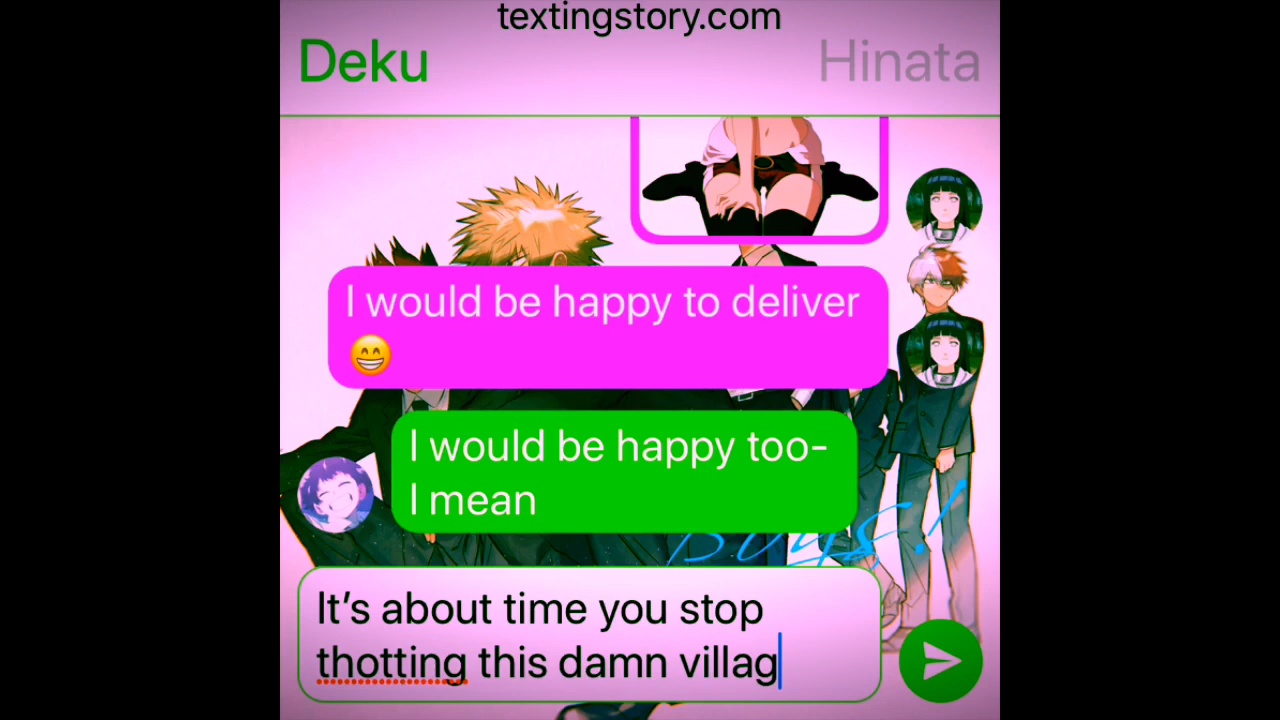 textingstory.com
Deku
Hinata
I would be happy to deliver
😁
I would be happy too-
I mean
Boys!
It’s about time you stop
thotting this damn villag